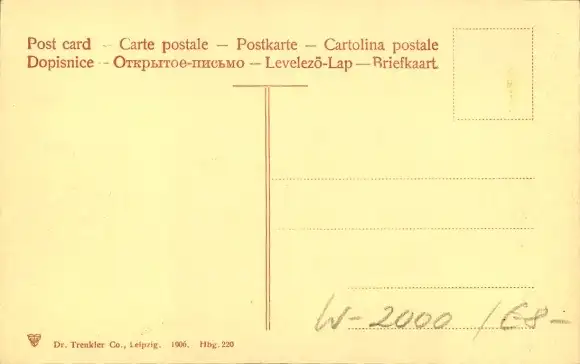 Post card – Carte postale – Postkarte – Cartolina postale
Dopisnice – Открытое-письмо – Levelező-Lap – Briefkaart
W-2000 /E8-
Dr. Trenkler Co., Leipzig. 1906. Hbg. 220